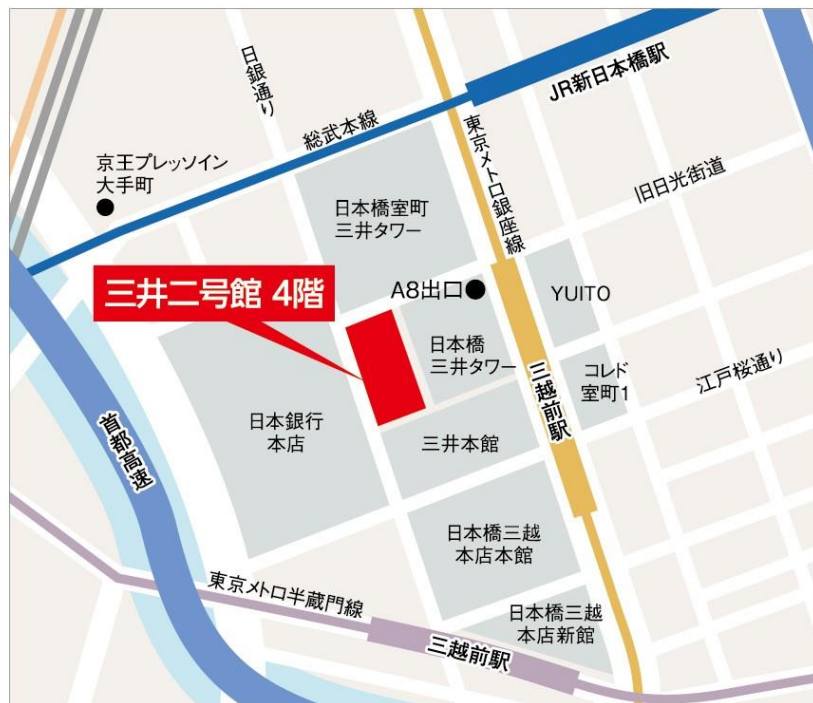 日銀通り
JR新日本橋駅
総武本線
東京メトロ銀座線
京王プレッソイン
大手町
旧日光街道
日本橋室町
三井タワー
三井二号館 4階
A8出口
YUITO
日本橋
三井タワー
三越前駅
コレド
室町1
江戸桜通り
日本銀行
本店
三井本館
首都高速
日本橋三越
本店本館
東京メトロ半蔵門線
日本橋三越
本店新館
三越前駅